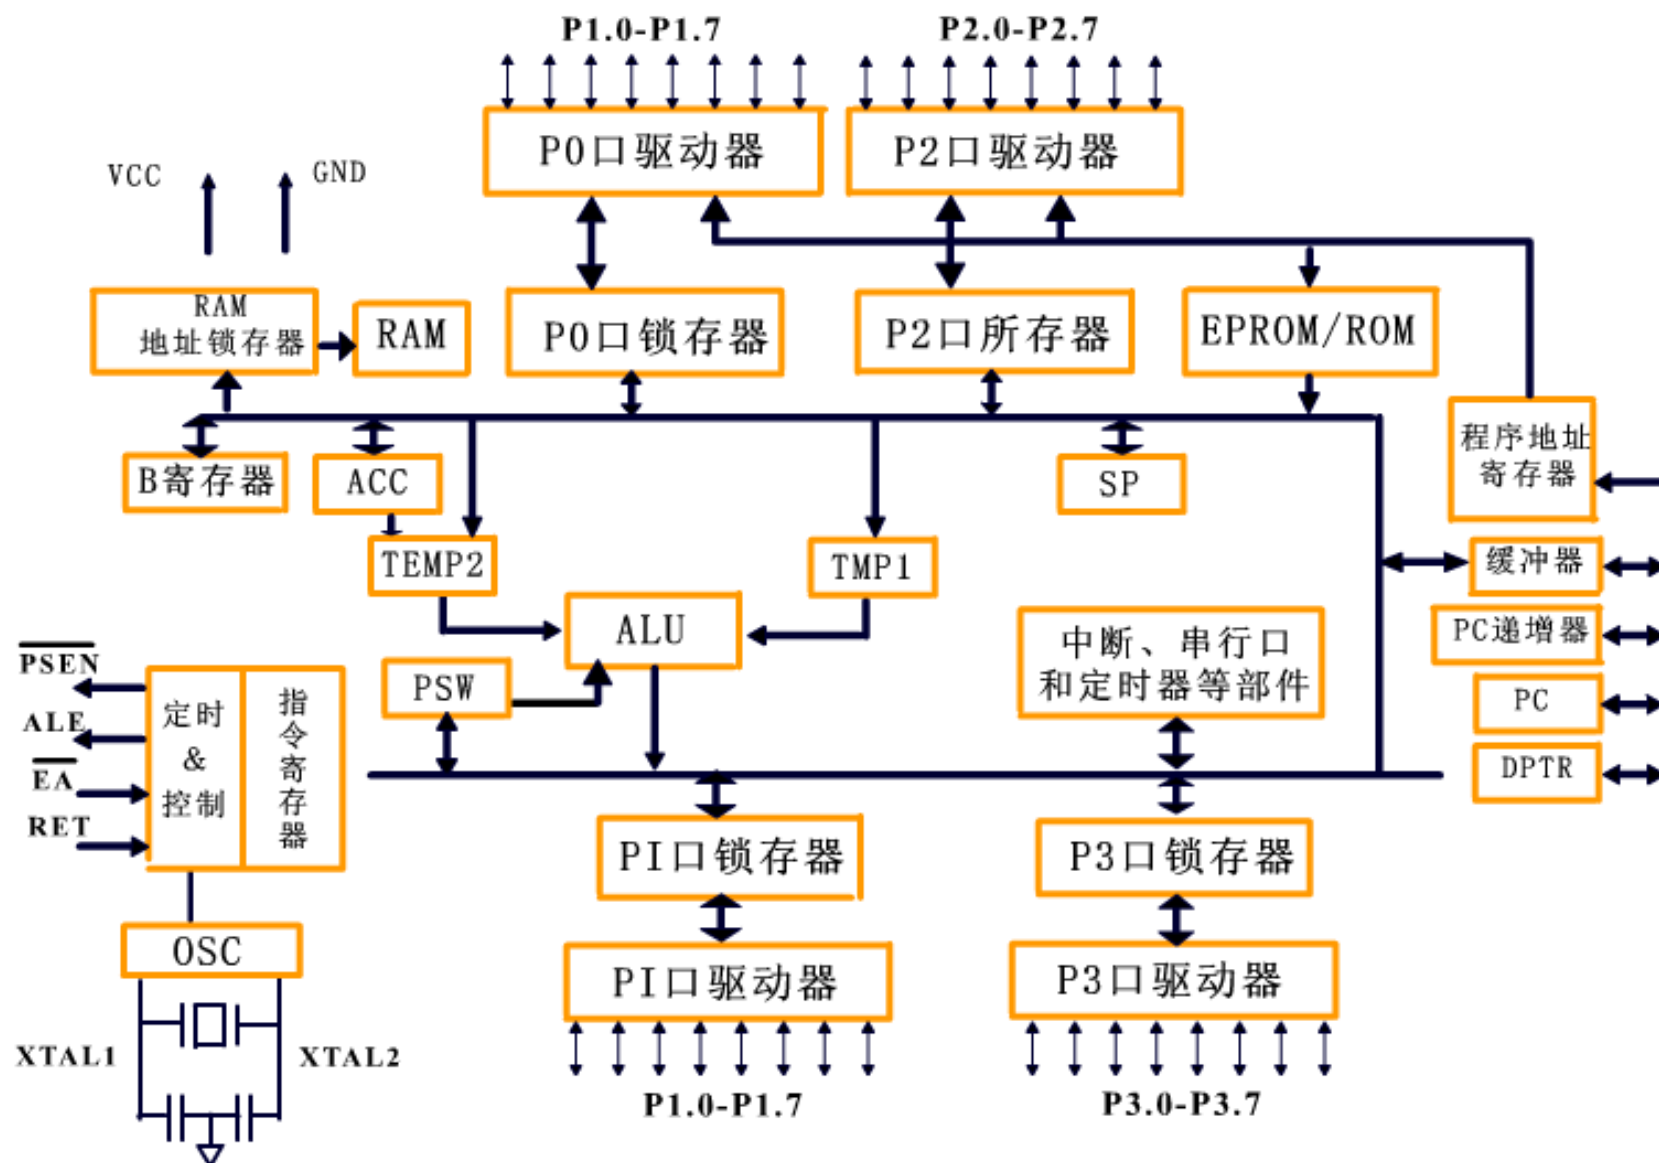 P1.0-P1.7
P2.0-P2.7
P0口驱动器
P2口驱动器
VCC
GND
RAM
地址锁存器
RAM
P0口锁存器
P2口所存器
EPROM/ROM
程序地址
寄存器
B寄存器
ACC
SP
TEMP2
TMP1
缓冲器
ALU
中断、串行口
和定时器等部件
PC递增器
PSW
PC
DPTR
PSEN
ALE
EA
RET
定时
&
控制
指令寄存器
PI口锁存器
P3口锁存器
OSC
PI口驱动器
P3口驱动器
XTAL1
XTAL2
P1.0-P1.7
P3.0-P3.7